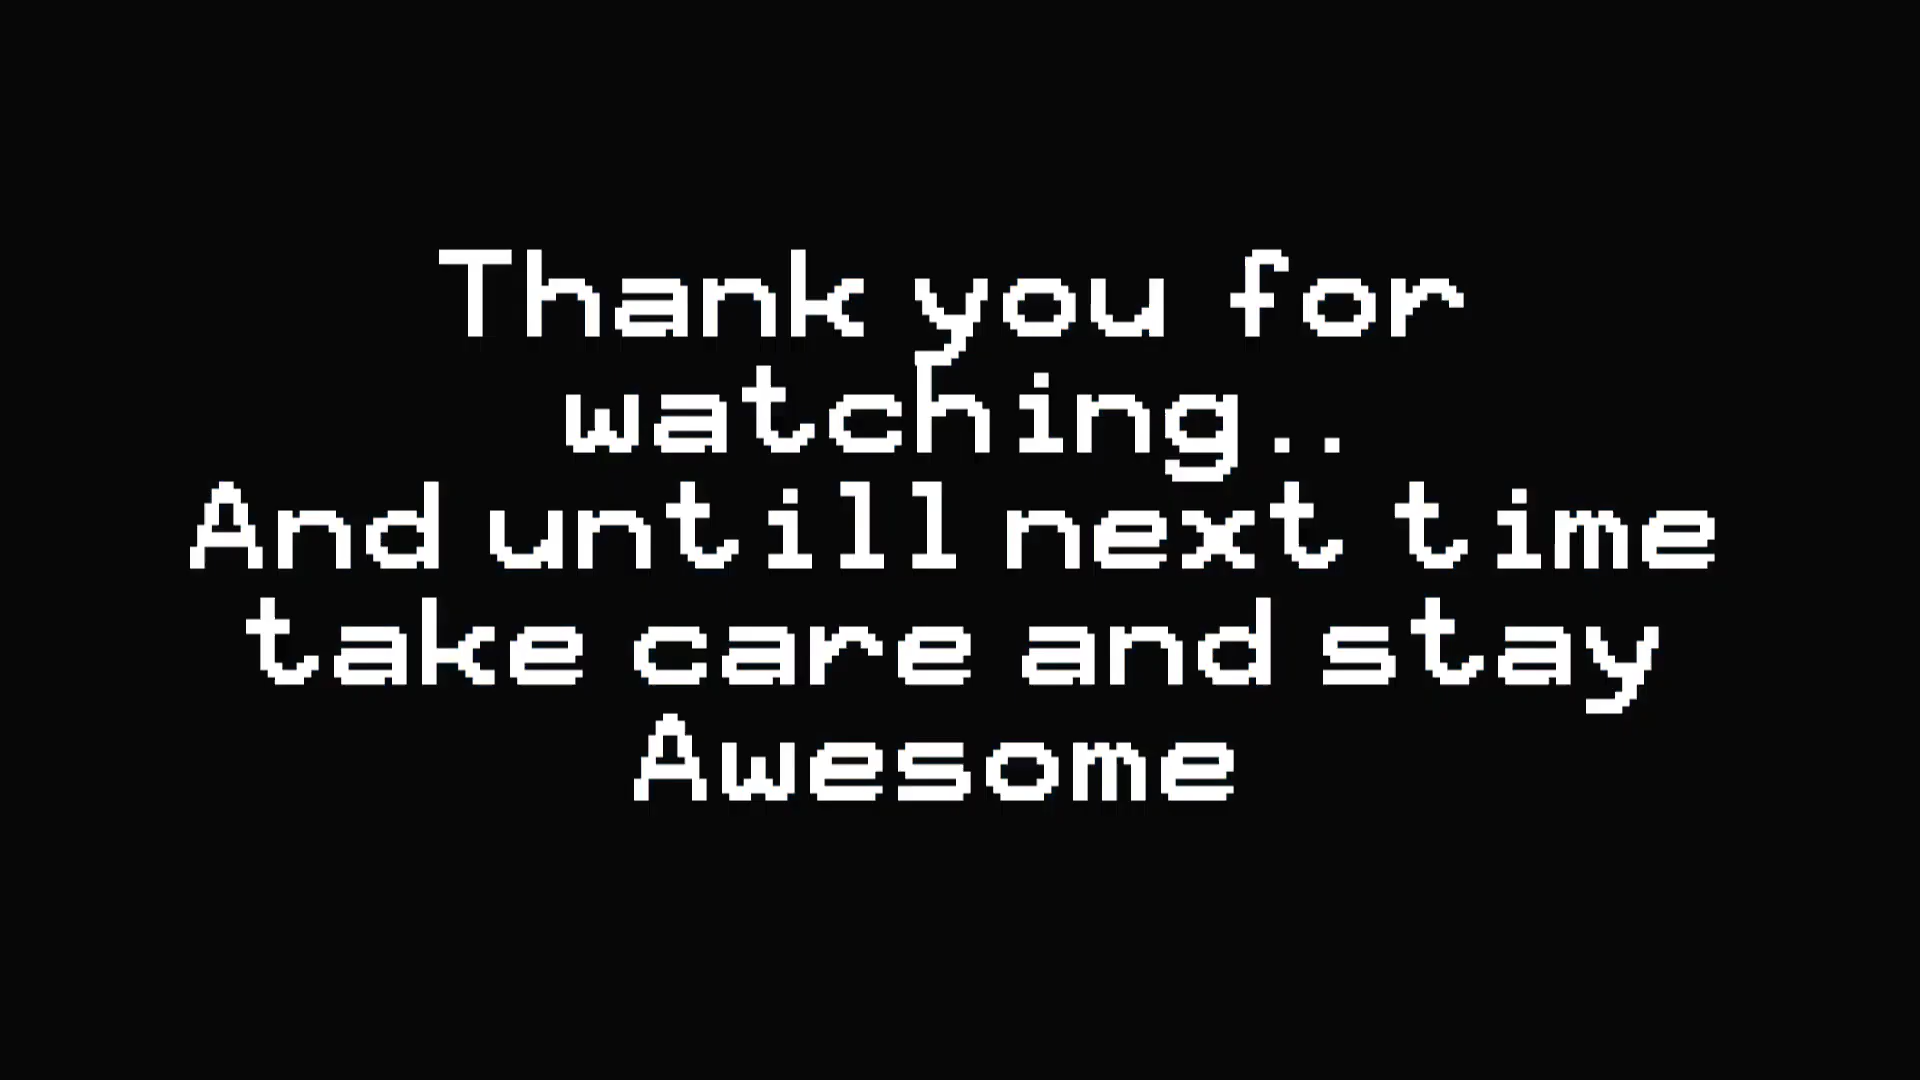 Thank you for
watching..
And untill next time
take care and stay
Awesome